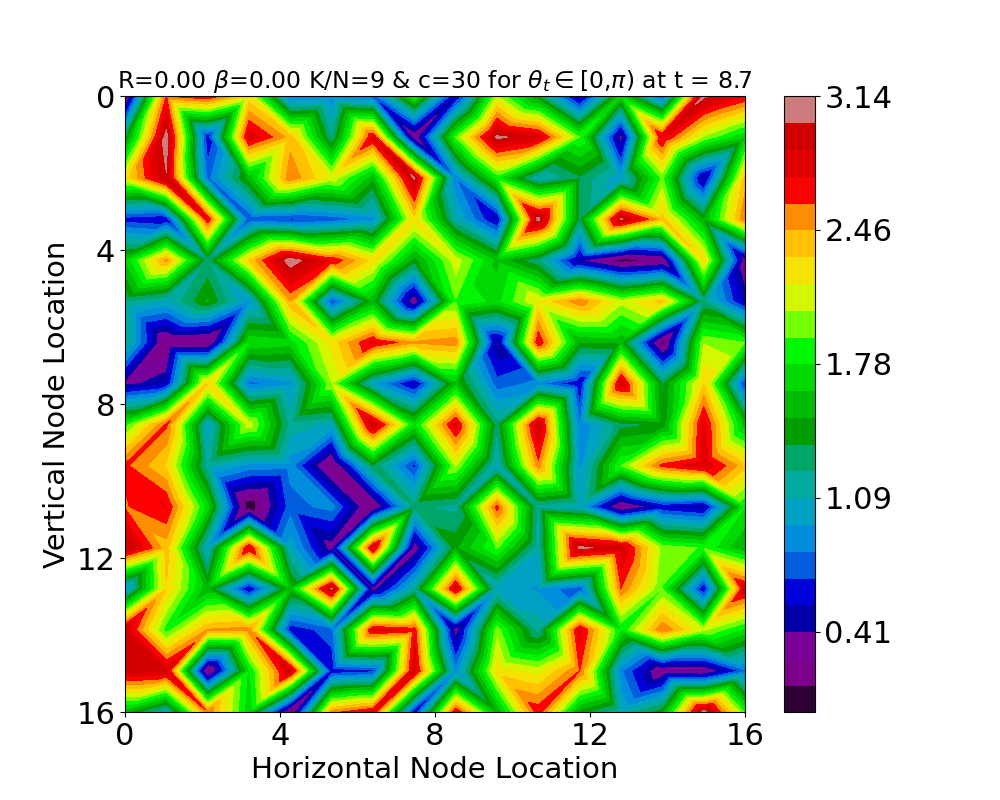 R=0.00 β=0.00 K/N=9 & c=30 for θₜ ∈ [0,π) at t = 8.7
0
4
8
12
16
Vertical Node Location
0 4 8 12 16
Horizontal Node Location
3.14
2.46
1.78
1.09
0.41